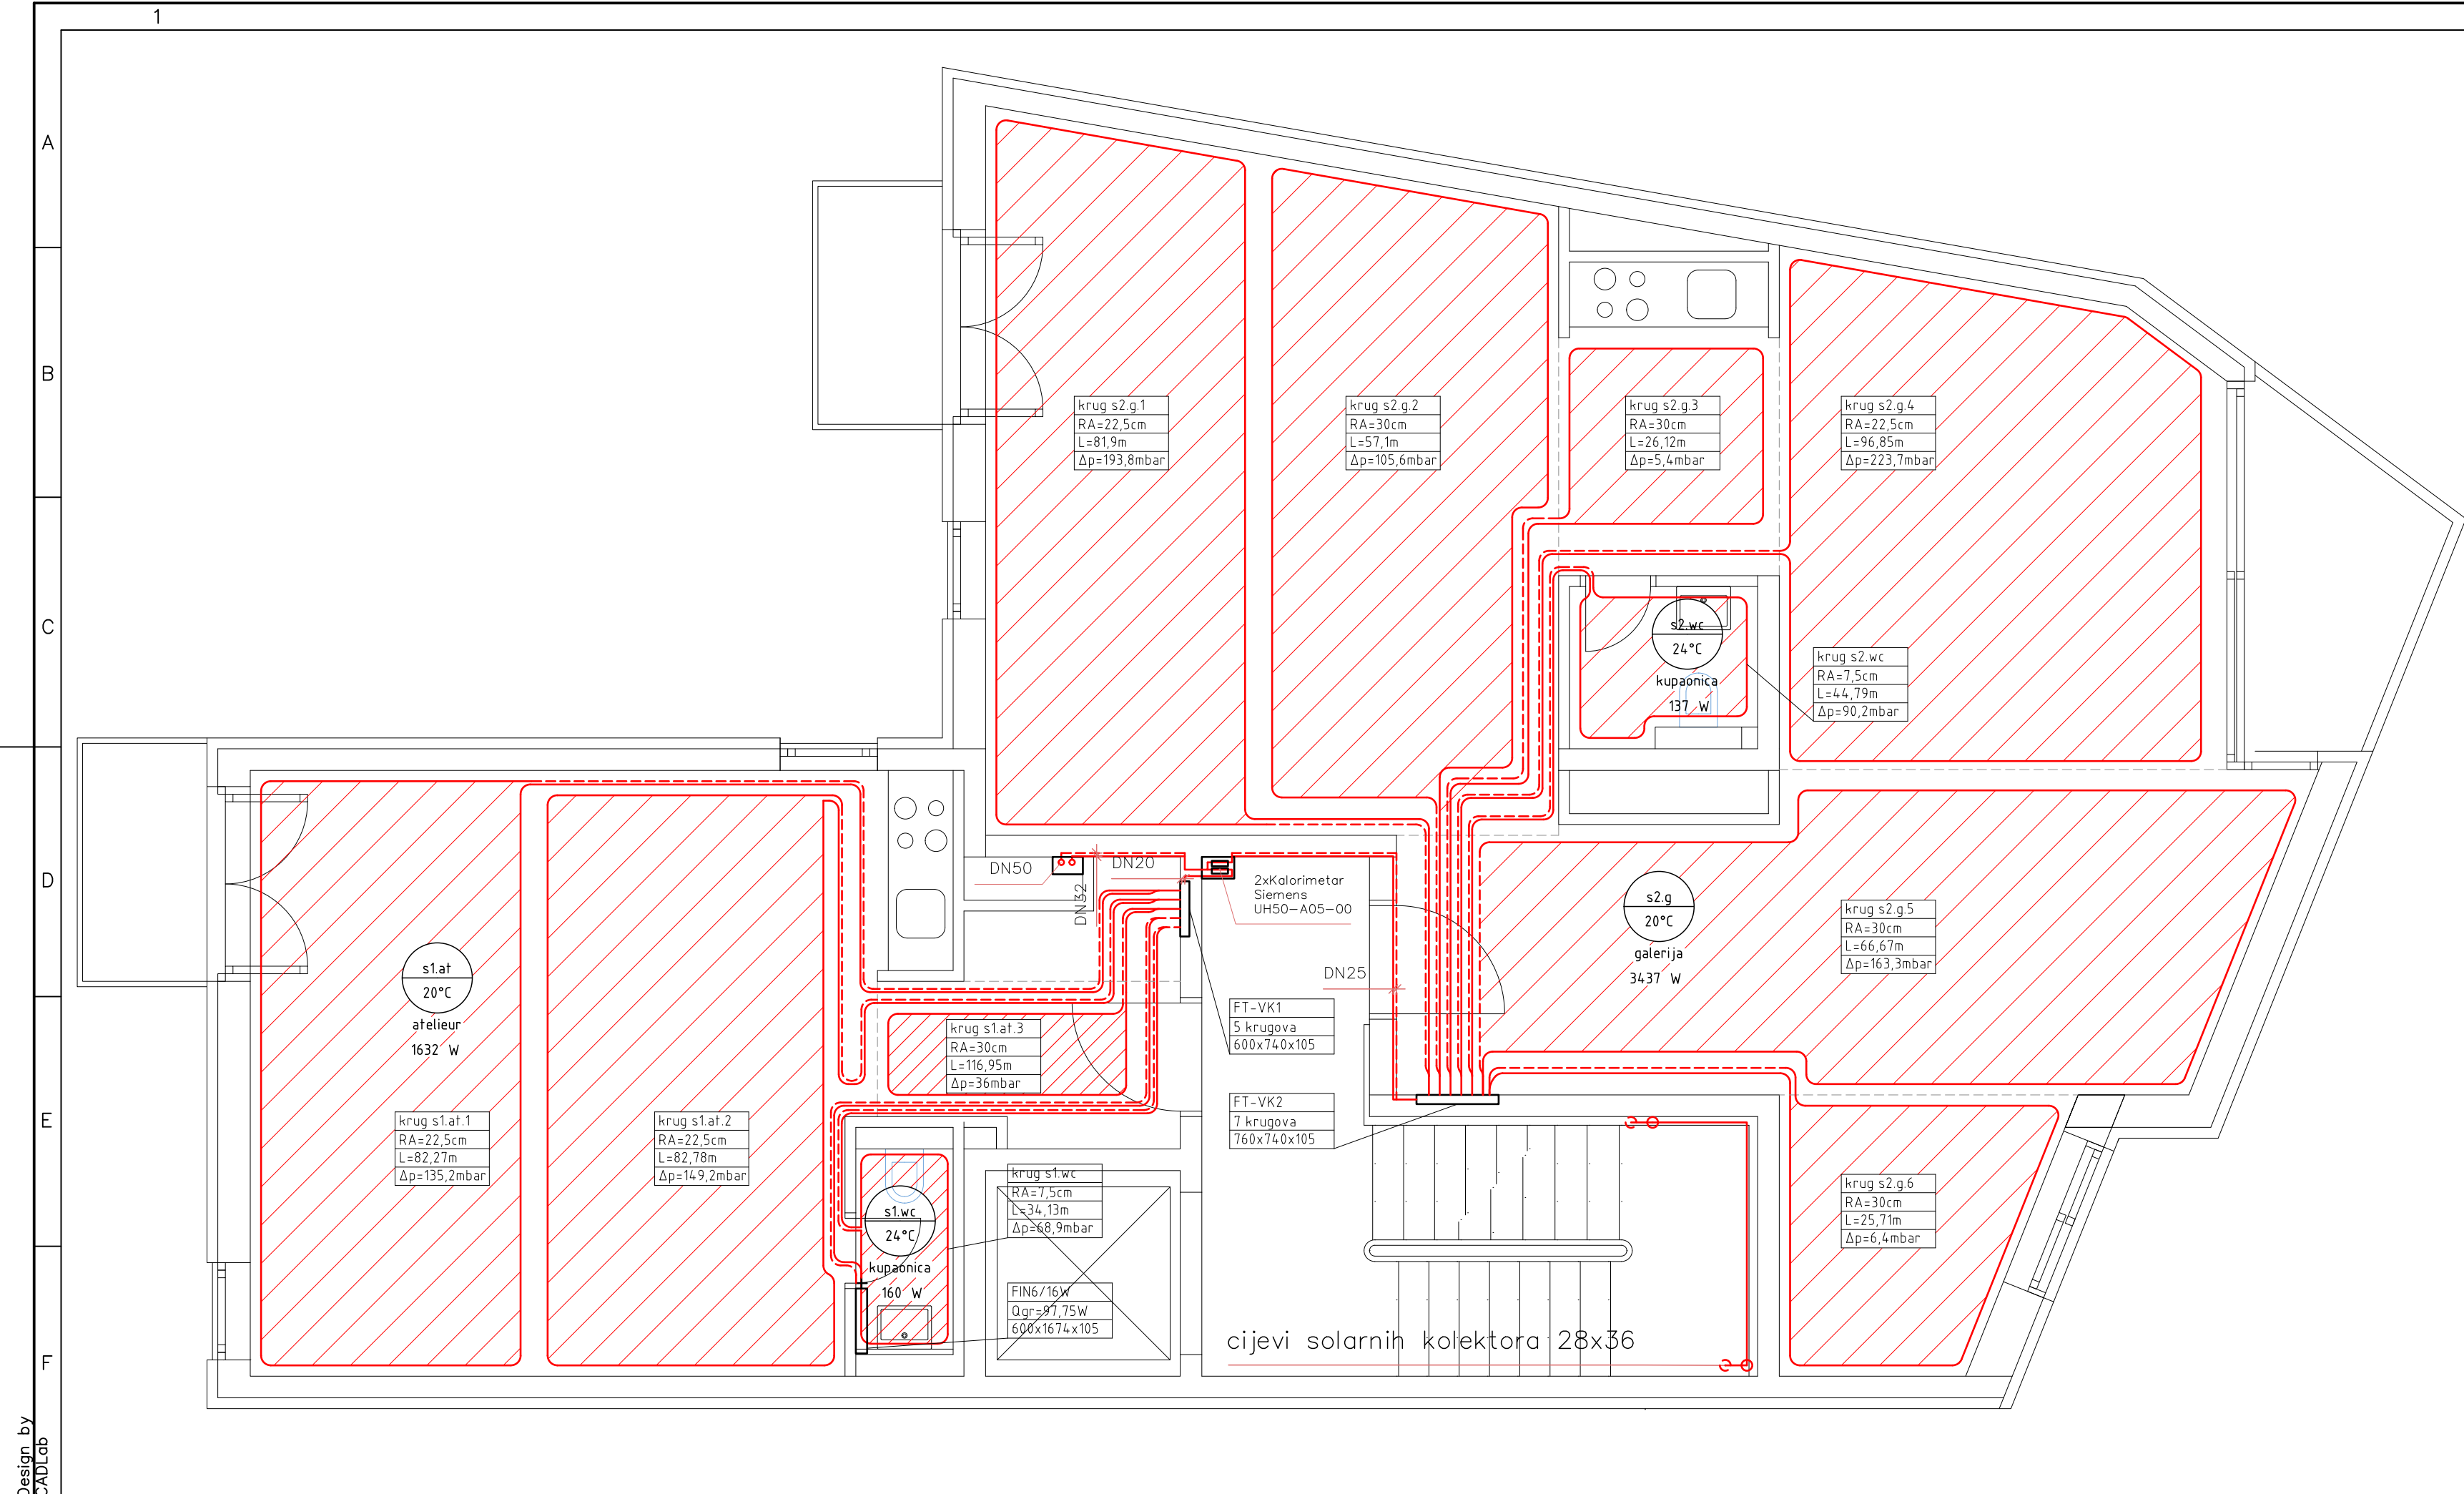 1
A
B
C
D
E
F
krug s2.g.1
RA=22,5cm
L=81,9m
Δp=193,8mbar
krug s2.g.2
RA=30cm
L=57,1m
Δp=105,6mbar
krug s2.g.3
RA=30cm
L=26,12m
Δp=5,4mbar
krug s2.g.4
RA=22,5cm
L=96,85m
Δp=223,7mbar
s2.wc
24°C
kupaonica
137 W
krug s2.wc
RA=7,5cm
L=44,79m
Δp=90,2mbar
DN50
DN32
DN20
2xKalorimetar
Siemens
UH50-A05-00
DN25
s2.g
20°C
galerija
3437 W
krug s2.g.5
RA=30cm
L=66,67m
Δp=163,3mbar
s1.at
20°C
atelieur
1632 W
krug s1.at.3
RA=30cm
L=116,95m
Δp=36mbar
FT-VK1
5 krugova
600x740x105
FT-VK2
7 krugova
760x740x105
krug s1.at.1
RA=22,5cm
L=82,27m
Δp=135,2mbar
krug s1.at.2
RA=22,5cm
L=82,78m
Δp=149,2mbar
krug s1.wc
RA=7,5cm
L=34,13m
Δp=68,9mbar
s1.wc
24°C
kupaonica
160 W
FIN6/16W
Qgr=97,75W
600x1674x105
krug s2.g.6
RA=30cm
L=25,71m
Δp=6,4mbar
cijevi solarnih kolektora 28x36
Design by
CADLab